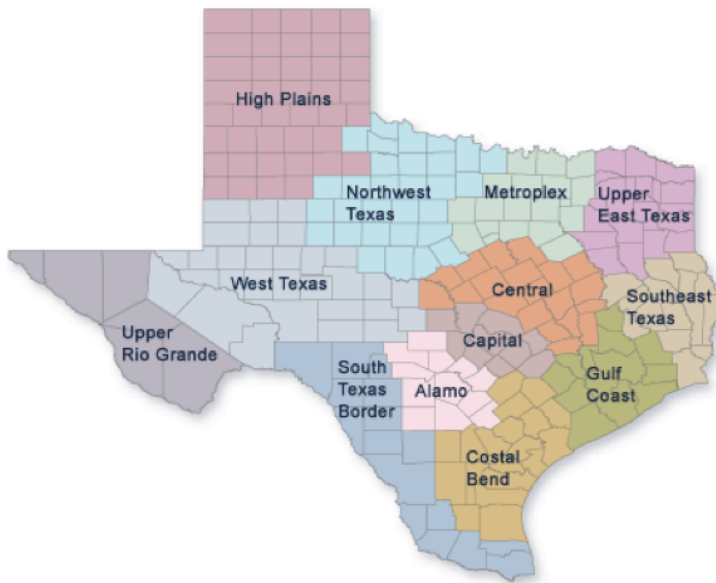 High Plains
Northwest
Texas
Metroplex
Upper
East Texas
West Texas
Central
Southeast
Texas
Upper
Rio Grande
Capital
South
Texas
Border
Alamo
Gulf
Coast
Costal
Bend